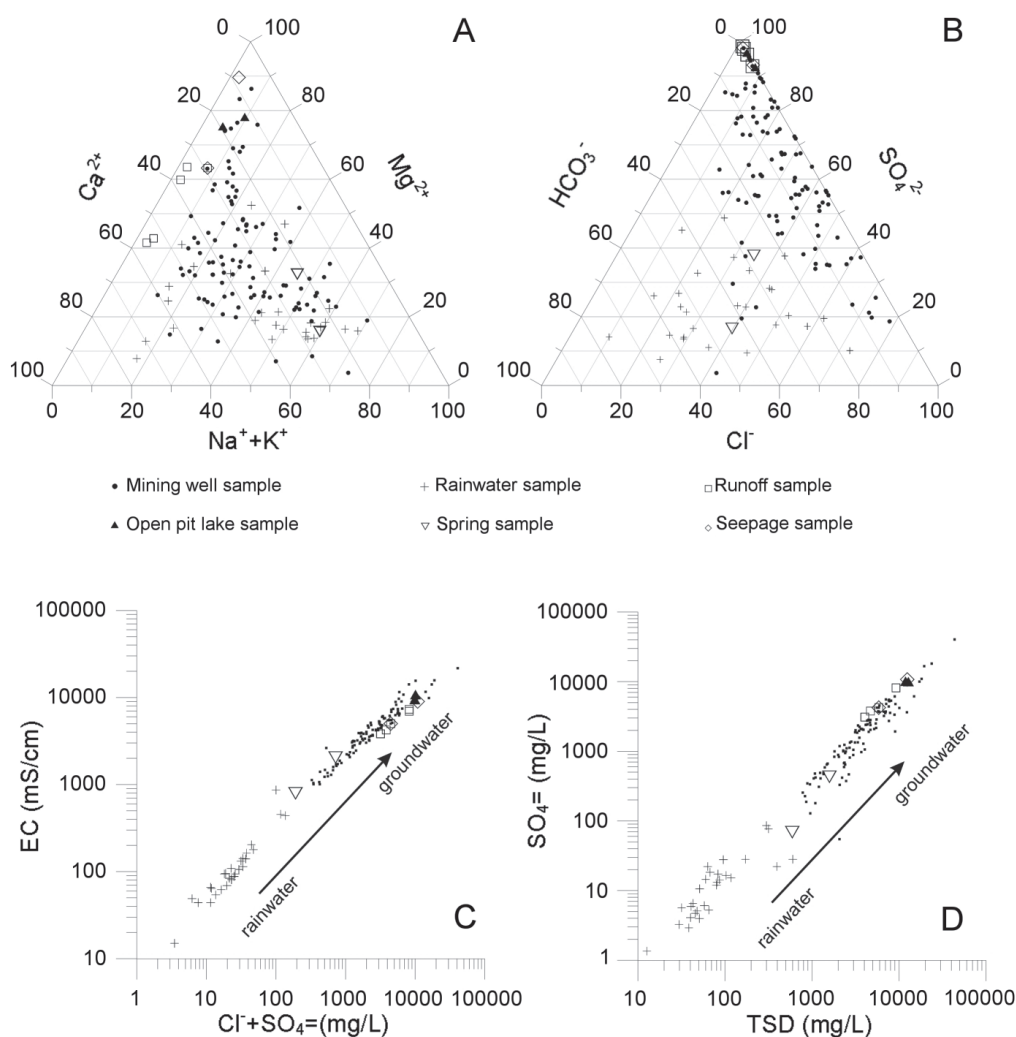 A
B
0 100
0 100
20 80
20 80
40 60
40 60
60 40
60 40
80 20
80 20
100 0
100 0
Ca²⁺
Mg²⁺
HCO₃⁻
SO₄²⁻
0 20 40 60 80 100
0 20 40 60 80 100
Na⁺+K⁺
Cl⁻
Mining well sample
Rainwater sample
Runoff sample
Open pit lake sample
Spring sample
Seepage sample
100000
10000
1000
100
10
EC (mS/cm)
rainwater
groundwater
C
1 10 100 1000 10000 100000
Cl⁻+SO₄=(mg/L)
100000
10000
1000
100
10
1
SO₄= (mg/L)
rainwater
groundwater
D
10 100 1000 10000 100000
TSD (mg/L)